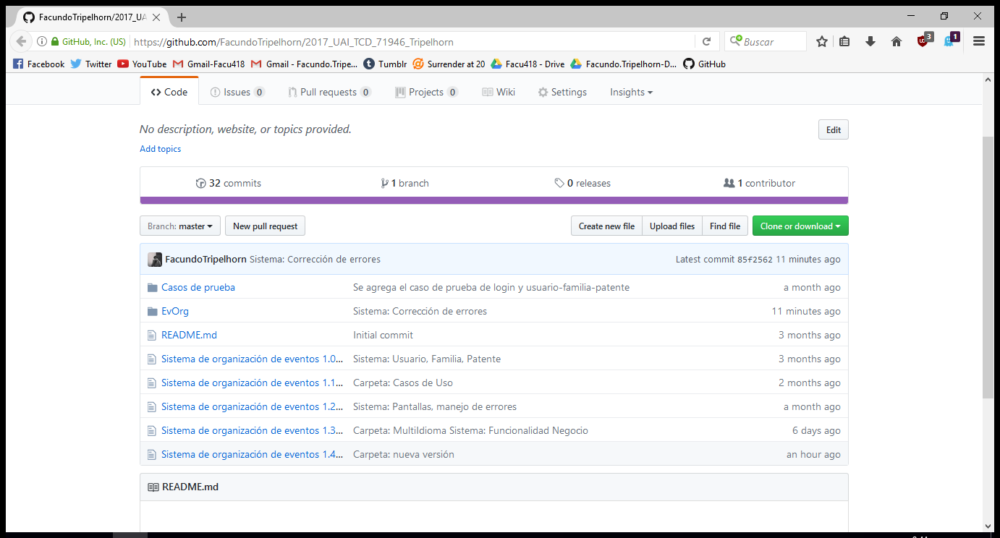 FacundoTripelhorn/2017_UA
GitHub, Inc. (US) https://github.com/FacundoTripelhorn/2017_UAI_TCD_71946_Tripelhorn Buscar 3 1
Facebook Twitter YouTube Gmail-Facu418 Gmail - Facundo.Tripe... Tumblr Surrender at 20 Facu418 - Drive Facundo.Tripelhorn-D... GitHub
Code Issues 0 Pull requests 0 Projects 0 Wiki Settings Insights
No description, website, or topics provided. Edit
Add topics
32 commits 1 branch 0 releases 1 contributor
Branch: master New pull request Create new file Upload files Find file Clone or download
FacundoTripelhorn Sistema: Corrección de errores Latest commit 85f2562 11 minutes ago
Casos de prueba Se agrega el caso de prueba de login y usuario-familia-patente a month ago
EvOrg Sistema: Corrección de errores 11 minutes ago
README.md Initial commit 3 months ago
Sistema de organización de eventos 1.0... Sistema: Usuario, Familia, Patente 3 months ago
Sistema de organización de eventos 1.1... Carpeta: Casos de Uso 2 months ago
Sistema de organización de eventos 1.2... Sistema: Pantallas, manejo de errores a month ago
Sistema de organización de eventos 1.3... Carpeta: MultiIdioma Sistema: Funcionalidad Negocio 6 days ago
Sistema de organización de eventos 1.4... Carpeta: nueva versión an hour ago
README.md